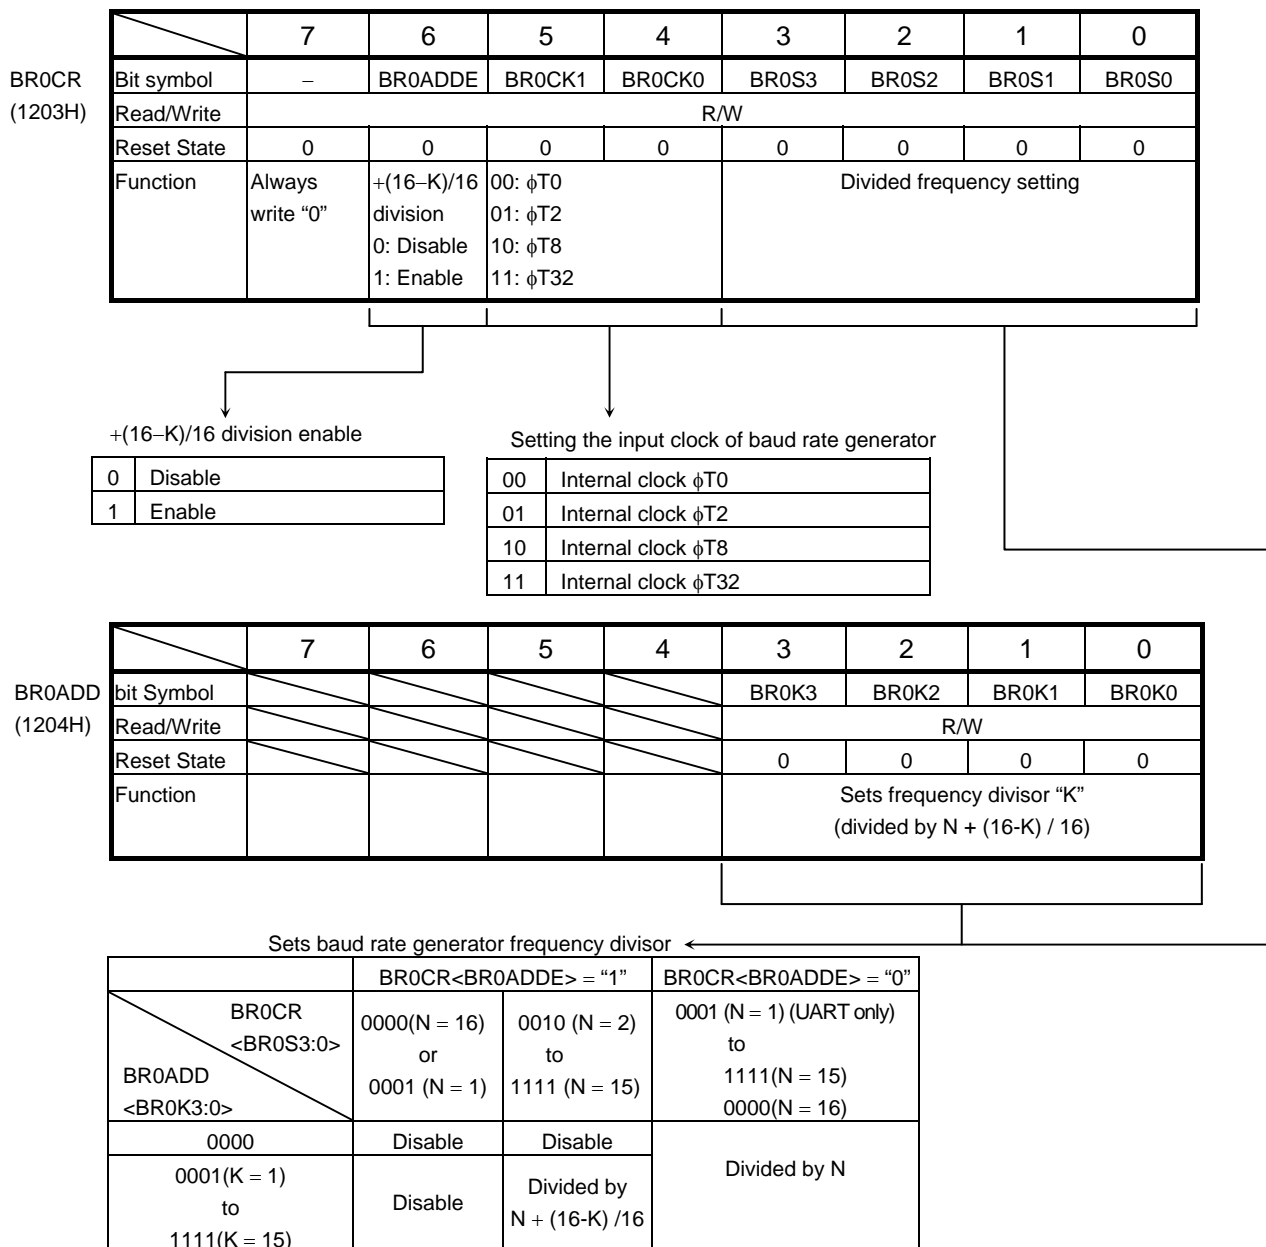 7 6 5 4 3 2 1 0
BR0CR Bit symbol − BR0ADDE BR0CK1 BR0CK0 BR0S3 BR0S2 BR0S1 BR0S0
(1203H) Read/Write R/W
Reset State 0 0 0 0 0 0 0 0
Function Always +(16−K)/16 00: ϕT0 Divided frequency setting
write “0” division 01: ϕT2
0: Disable 10: ϕT8
1: Enable 11: ϕT32
+(16−K)/16 division enable Setting the input clock of baud rate generator
0 Disable 00 Internal clock ϕT0
1 Enable 01 Internal clock ϕT2
10 Internal clock ϕT8
11 Internal clock ϕT32
7 6 5 4 3 2 1 0
BR0ADD bit Symbol BR0K3 BR0K2 BR0K1 BR0K0
(1204H) Read/Write R/W
Reset State 0 0 0 0
Function Sets frequency divisor “K”
(divided by N + (16-K) / 16)
Sets baud rate generator frequency divisor
BR0CR<BR0ADDE> = “1” BR0CR<BR0ADDE> = “0”
BR0CR 0000(N = 16) 0010 (N = 2) 0001 (N = 1) (UART only)
<BR0S3:0> or to to
BR0ADD 0001 (N = 1) 1111 (N = 15) 1111(N = 15)
<BR0K3:0> 0000(N = 16)
0000 Disable Disable Divided by N
0001(K = 1) Disable Divided by
to N + (16-K) /16
1111(K = 15)